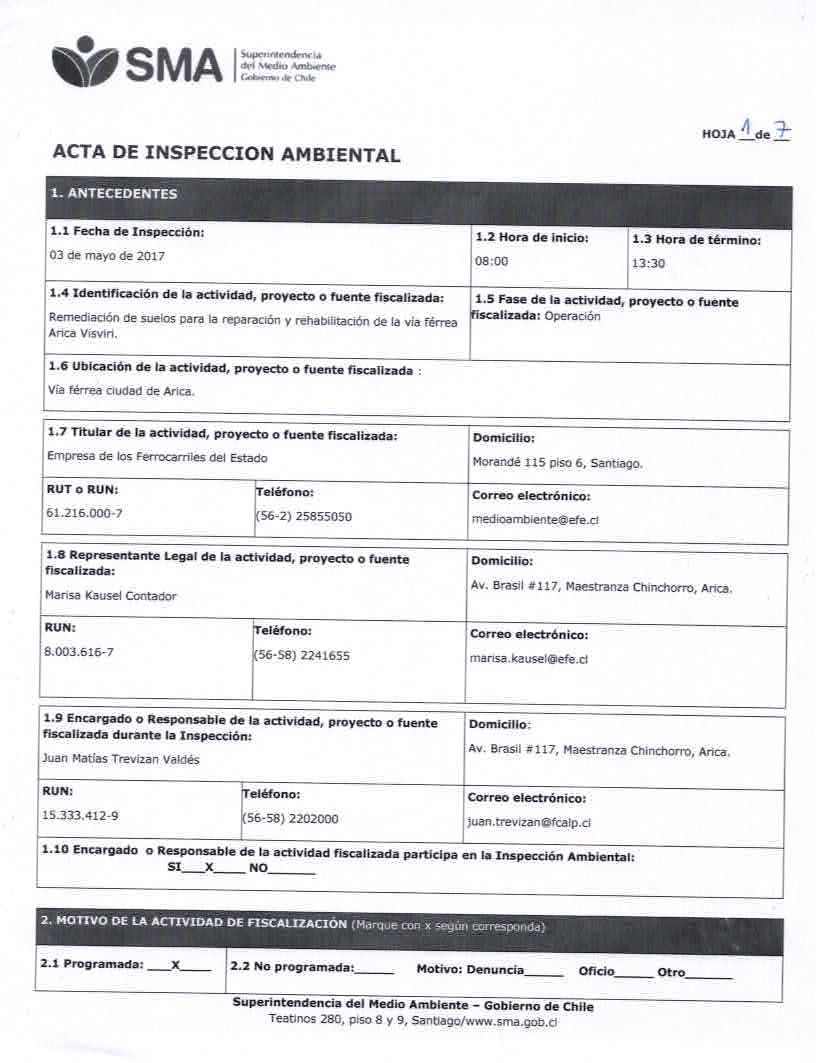 SMA
Superintendencia
del Medio Ambiente
Gobierno de Chile
HOJA 1 de 7
ACTA DE INSPECCION AMBIENTAL
1. ANTECEDENTES
1.1 Fecha de Inspección:
03 de mayo de 2017
1.2 Hora de inicio:
08:00
1.3 Hora de término:
13:30
1.4 Identificación de la actividad, proyecto o fuente fiscalizada:
Remediación de suelos para la reparación y rehabilitación de la vía férrea
Arica Visviri.
1.5 Fase de la actividad, proyecto o fuente
fiscalizada: Operación
1.6 Ubicación de la actividad, proyecto o fuente fiscalizada :
Vía férrea ciudad de Arica.
1.7 Titular de la actividad, proyecto o fuente fiscalizada:
Empresa de los Ferrocarriles del Estado
Domicilio:
Morandé 115 piso 6, Santiago.
RUT o RUN:
61.216.000-7
Teléfono:
(56-2) 25855050
Correo electrónico:
medioambiente@efe.cl
1.8 Representante Legal de la actividad, proyecto o fuente
fiscalizada:
Marisa Kausel Contador
Domicilio:
Av. Brasil #117, Maestranza Chinchorro, Arica.
RUN:
8.003.616-7
Teléfono:
(56-58) 2241655
Correo electrónico:
marisa.kausel@efe.cl
1.9 Encargado o Responsable de la actividad, proyecto o fuente
fiscalizada durante la Inspección:
Juan Matías Trevizan Valdés
Domicilio:
Av. Brasil #117, Maestranza Chinchorro, Arica.
RUN:
15.333.412-9
Teléfono:
(56-58) 2202000
Correo electrónico:
juan.trevizan@fcalp.cl
1.10 Encargado o Responsable de la actividad fiscalizada participa en la Inspección Ambiental:
SI___X____ NO_______
2. MOTIVO DE LA ACTIVIDAD DE FISCALIZACIÓN (Marque con x según corresponda)
2.1 Programada: ___X____
2.2 No programada:______ Motivo: Denuncia______ Oficio______ Otro_______
Superintendencia del Medio Ambiente – Gobierno de Chile
Teatinos 280, piso 8 y 9, Santiago/www.sma.gob.cl